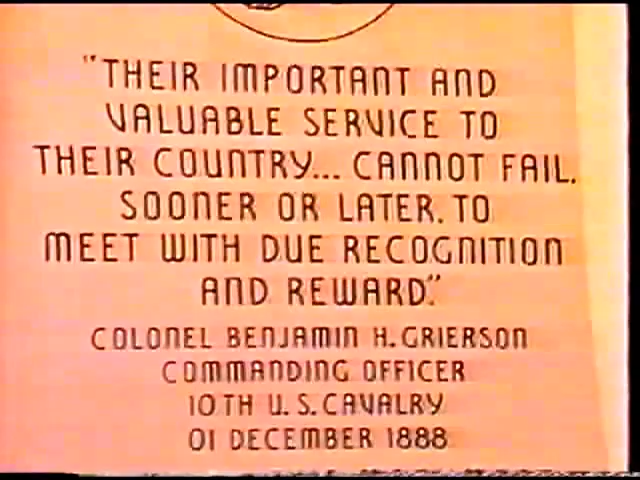 "THEIR IMPORTANT AND
VALUABLE SERVICE TO
THEIR COUNTRY... CANNOT FAIL.
SOONER OR LATER. TO
MEET WITH DUE RECOGNITION
AND REWARD."
COLONEL BENJAMIN H. GRIERSON
COMMANDING OFFICER
10TH U.S. CAVALRY
01 DECEMBER 1888